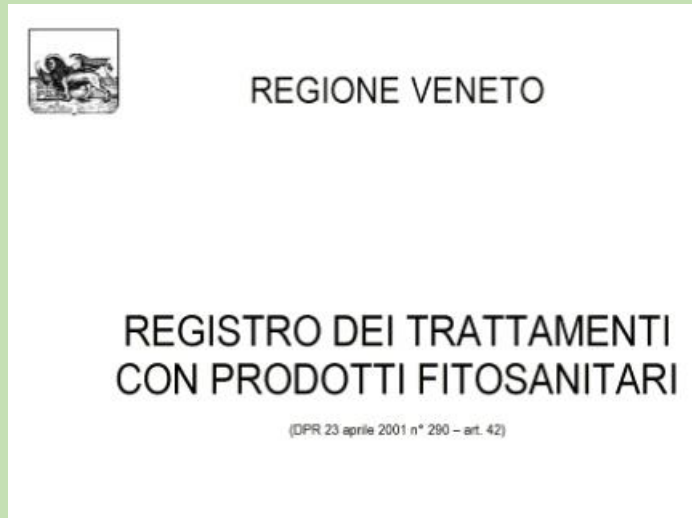 REGIONE VENETO
REGISTRO DEI TRATTAMENTI
CON PRODOTTI FITOSANITARI
(DPR 23 aprile 2001 n° 290 – art. 42)